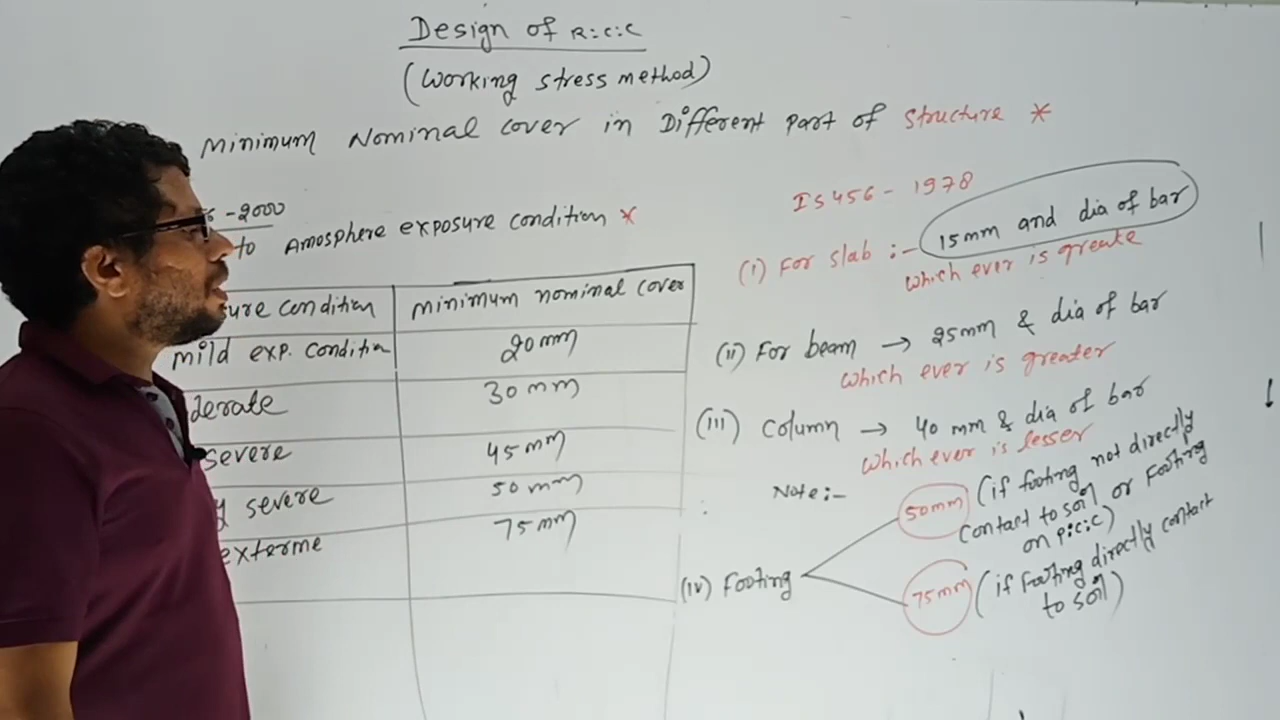 Design of R:C:C
(Working stress method)
Minimum Nominal cover in Different part of structure *
-2000
to Amosphere exposure condition *
sure condition
minimum nominal cover
mild exp. condition
20mm
derate
30mm
severe
45mm
y severe
50mm
exterme
75mm
IS456-1978
(i) For slab :- 15mm and dia of bar
which ever is greate
(ii) For beam → 25mm & dia of bar
which ever is greater
(iii) column → 40 mm & dia of bar
which ever is lesser
Note:-
50mm (if footing not directly
contact to soil or footing
on p:c:c)
(iv) Footing
75mm (if footing directly contact
to soil)